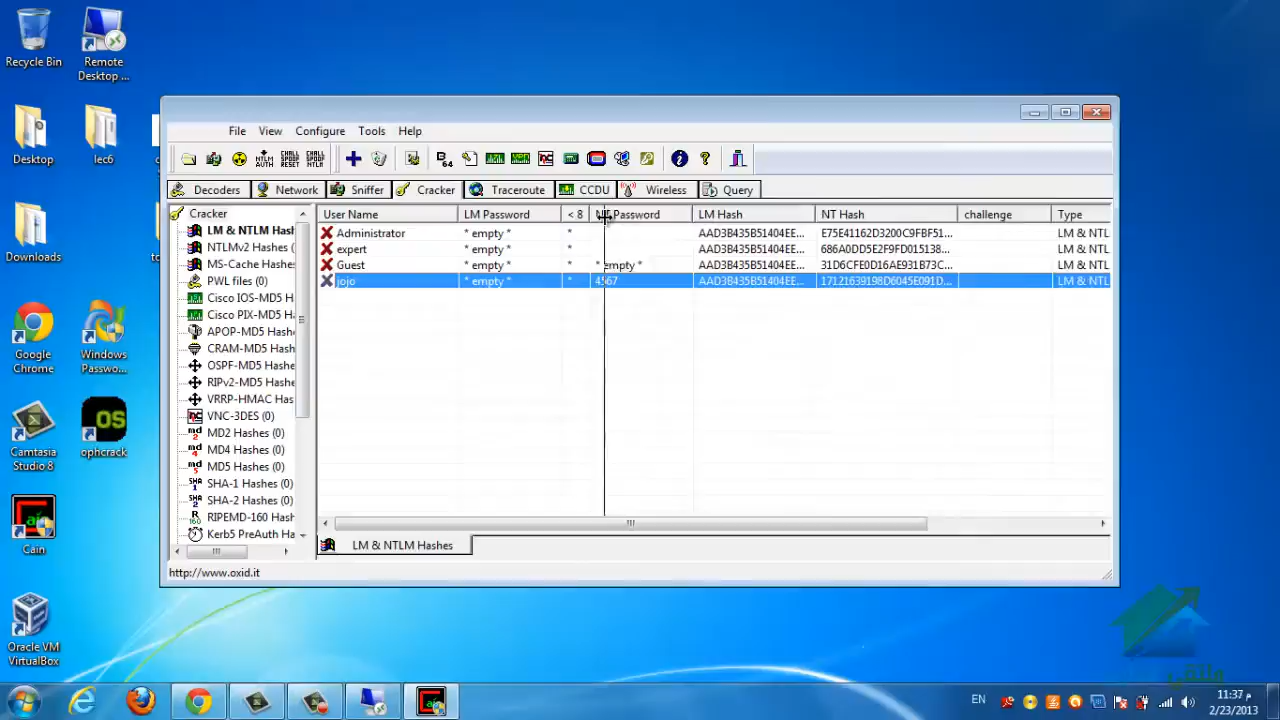 Recycle Bin
Remote
Desktop ...
Desktop
lec6
Downloads
Google
Chrome
Windows
Passwo...
Camtasia
Studio 8
ophcrack
Cain
Oracle VM
VirtualBox
File View Configure Tools Help
Decoders Network Sniffer Cracker Traceroute CCDU Wireless Query
Cracker
LM & NTLM Hash
NTLMv2 Hashes (
MS-Cache Hashes
PWL files (0)
Cisco IOS-MD5 H
Cisco PIX-MD5 H
APOP-MD5 Hash
CRAM-MD5 Hash
OSPF-MD5 Hashe
RIPv2-MD5 Hashe
VRRP-HMAC Has
VNC-3DES (0)
MD2 Hashes (0)
MD4 Hashes (0)
MD5 Hashes (0)
SHA-1 Hashes (0)
SHA-2 Hashes (0)
RIPEMD-160 Hash
Kerb5 PreAuth Ha
User Name LM Password < 8 NT Password LM Hash NT Hash challenge Type
Administrator * empty * * AAD3B435B51404EE... E75E41162D3200C9FBF51... LM & NTL
expert * empty * * AAD3B435B51404EE... 686A0DD5E2F9FD015138... LM & NTL
Guest * empty * * * empty * AAD3B435B51404EE... 31D6CFE0D16AE931B73C... LM & NTL
jojo * empty * * 4567 AAD3B435B51404EE... 17121639198D6045E091D... LM & NTL
LM & NTLM Hashes
http://www.oxid.it
EN
11:37 م
2/23/2013